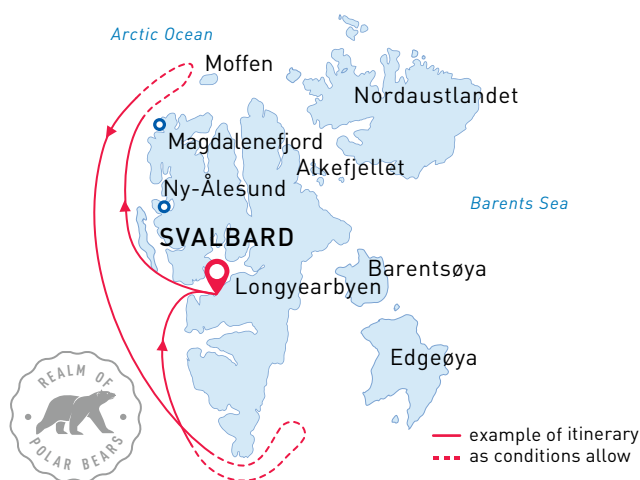 Arctic Ocean
Moffen
Nordaustlandet
Magdalenefjord
Alkefjellet
Ny-Ålesund
Barents Sea
SVALBARD
Barentsøya
Longyearbyen
Edgeøya
REALM OF
POLAR BEARS
example of itinerary
as conditions allow